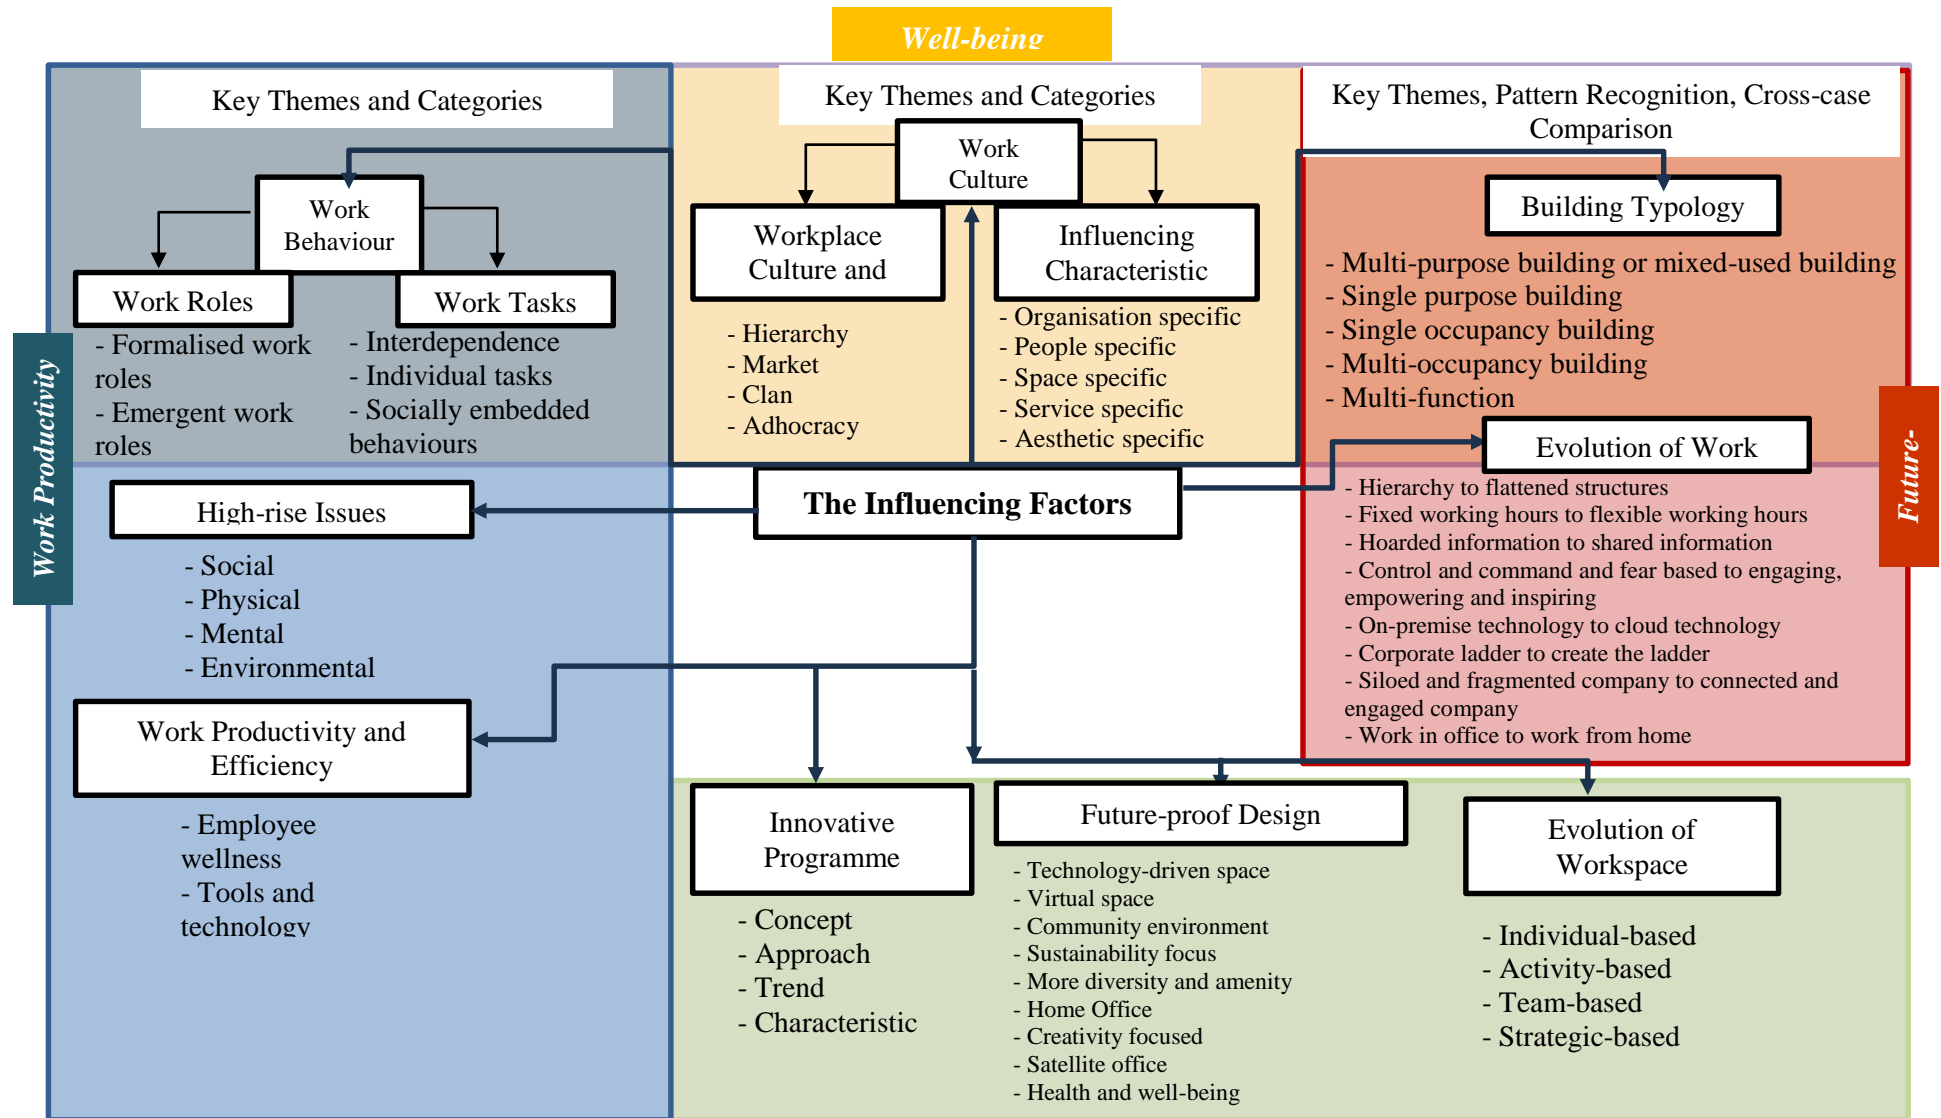 Well-being
Key Themes and Categories
Work
Behaviour
Work Roles
- Formalised work
roles
- Emergent work
roles
Work Tasks
- Interdependence
- Individual tasks
- Socially embedded
behaviours
Key Themes and Categories
Work
Culture
Workplace
Culture and
- Hierarchy
- Market
- Clan
- Adhocracy
Influencing
Characteristic
- Organisation specific
- People specific
- Space specific
- Service specific
- Aesthetic specific
Key Themes, Pattern Recognition, Cross-case
Comparison
Building Typology
- Multi-purpose building or mixed-used building
- Single purpose building
- Single occupancy building
- Multi-occupancy building
- Multi-function
Work Productivity
Future-
The Influencing Factors
High-rise Issues
- Social
- Physical
- Mental
- Environmental
Work Productivity and
Efficiency
- Employee
wellness
- Tools and
technology
Evolution of Work
- Hierarchy to flattened structures
- Fixed working hours to flexible working hours
- Hoarded information to shared information
- Control and command and fear based to engaging,
empowering and inspiring
- On-premise technology to cloud technology
- Corporate ladder to create the ladder
- Siloed and fragmented company to connected and
engaged company
- Work in office to work from home
Innovative
Programme
- Concept
- Approach
- Trend
- Characteristic
Future-proof Design
- Technology-driven space
- Virtual space
- Community environment
- Sustainability focus
- More diversity and amenity
- Home Office
- Creativity focused
- Satellite office
- Health and well-being
Evolution of
Workspace
- Individual-based
- Activity-based
- Team-based
- Strategic-based